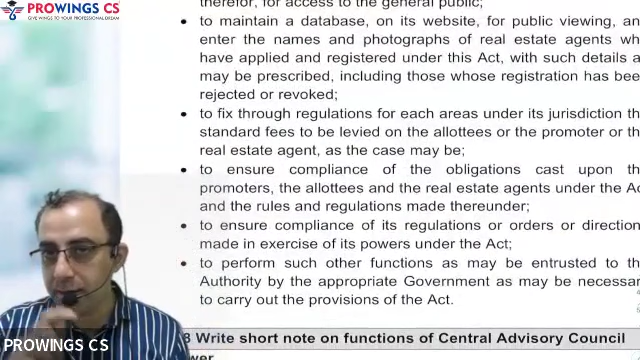 PROWINGS CS
GIVE WINGS TO YOUR PROFESSIONAL DREAM
therefor, for access to the general public;
• to maintain a database, on its website, for public viewing, an
enter the names and photographs of real estate agents wh
have applied and registered under this Act, with such details a
may be prescribed, including those whose registration has bee
rejected or revoked;
• to fix through regulations for each areas under its jurisdiction th
standard fees to be levied on the allottees or the promoter or th
real estate agent, as the case may be;
• to ensure compliance of the obligations cast upon th
promoters, the allottees and the real estate agents under the Ac
and the rules and regulations made thereunder;
• to ensure compliance of its regulations or orders or direction
made in exercise of its powers under the Act;
• to perform such other functions as may be entrusted to th
Authority by the appropriate Government as may be necessar
to carry out the provisions of the Act.
3 Write short note on functions of Central Advisory Council
wer
PROWINGS CS